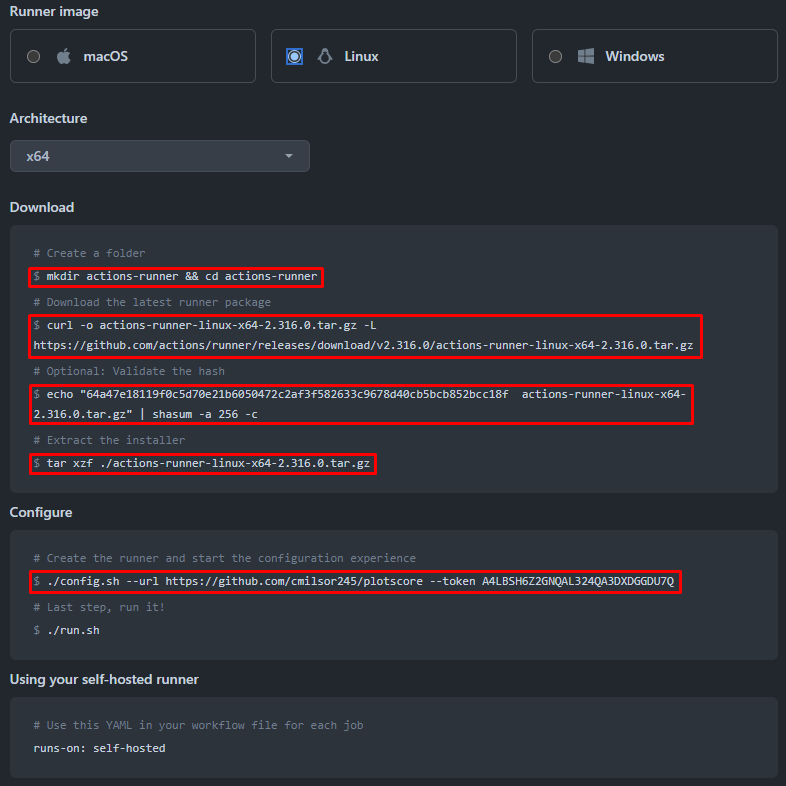 Runner image
macOS
Linux
Windows
Architecture
x64
Download
# Create a folder
$ mkdir actions-runner && cd actions-runner
# Download the latest runner package
$ curl -o actions-runner-linux-x64-2.316.0.tar.gz -L
https://github.com/actions/runner/releases/download/v2.316.0/actions-runner-linux-x64-2.316.0.tar.gz
# Optional: Validate the hash
$ echo "64a47e18119f0c5d70e21b6050472c2af3f582633c9678d40cb5bcb852bcc18f  actions-runner-linux-x64-
2.316.0.tar.gz" | shasum -a 256 -c
# Extract the installer
$ tar xzf ./actions-runner-linux-x64-2.316.0.tar.gz
Configure
# Create the runner and start the configuration experience
$ ./config.sh --url https://github.com/cmilsor245/plotscore --token A4LBSH6Z2GNQAL324QA3DXDGGDU7Q
# Last step, run it!
$ ./run.sh
Using your self-hosted runner
# Use this YAML in your workflow file for each job
runs-on: self-hosted